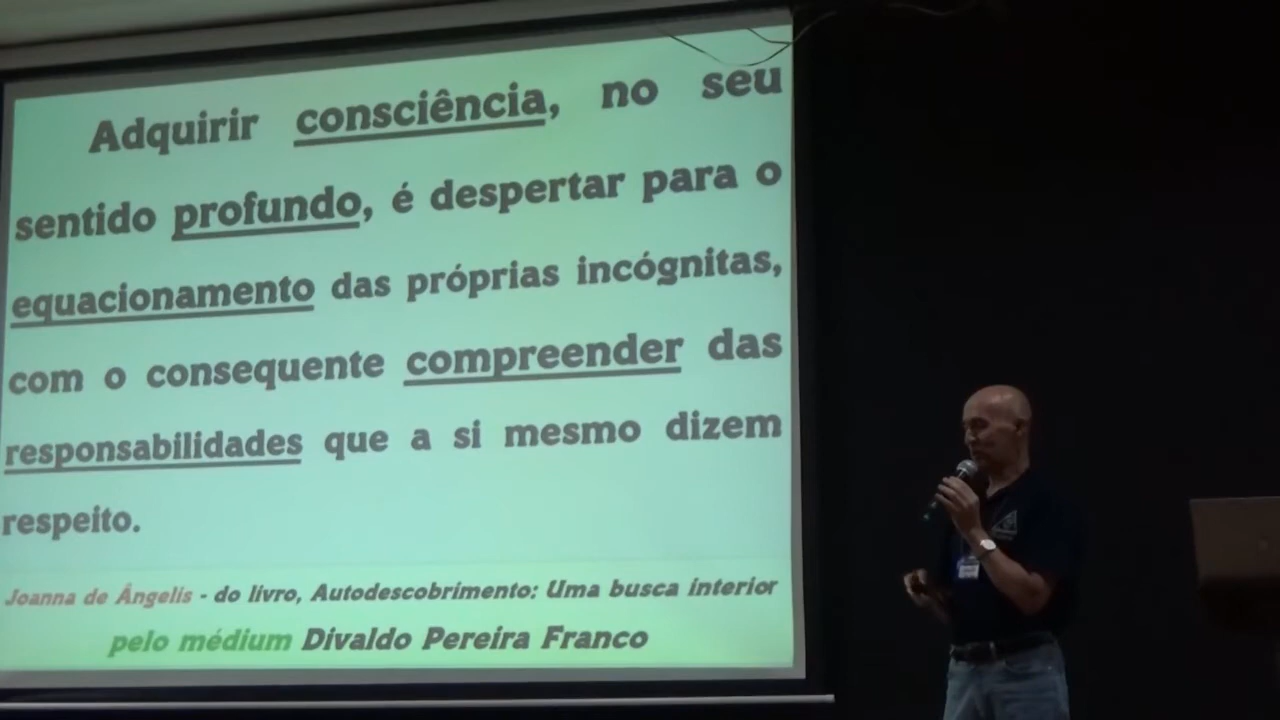 Adquirir consciência, no seu
sentido profundo, é despertar para o
equacionamento das próprias incógnitas,
com o consequente compreender das
responsabilidades que a si mesmo dizem
respeito.
Joanna de Ângelis - do livro, Autodescobrimento: Uma busca interior
pelo médium Divaldo Pereira Franco